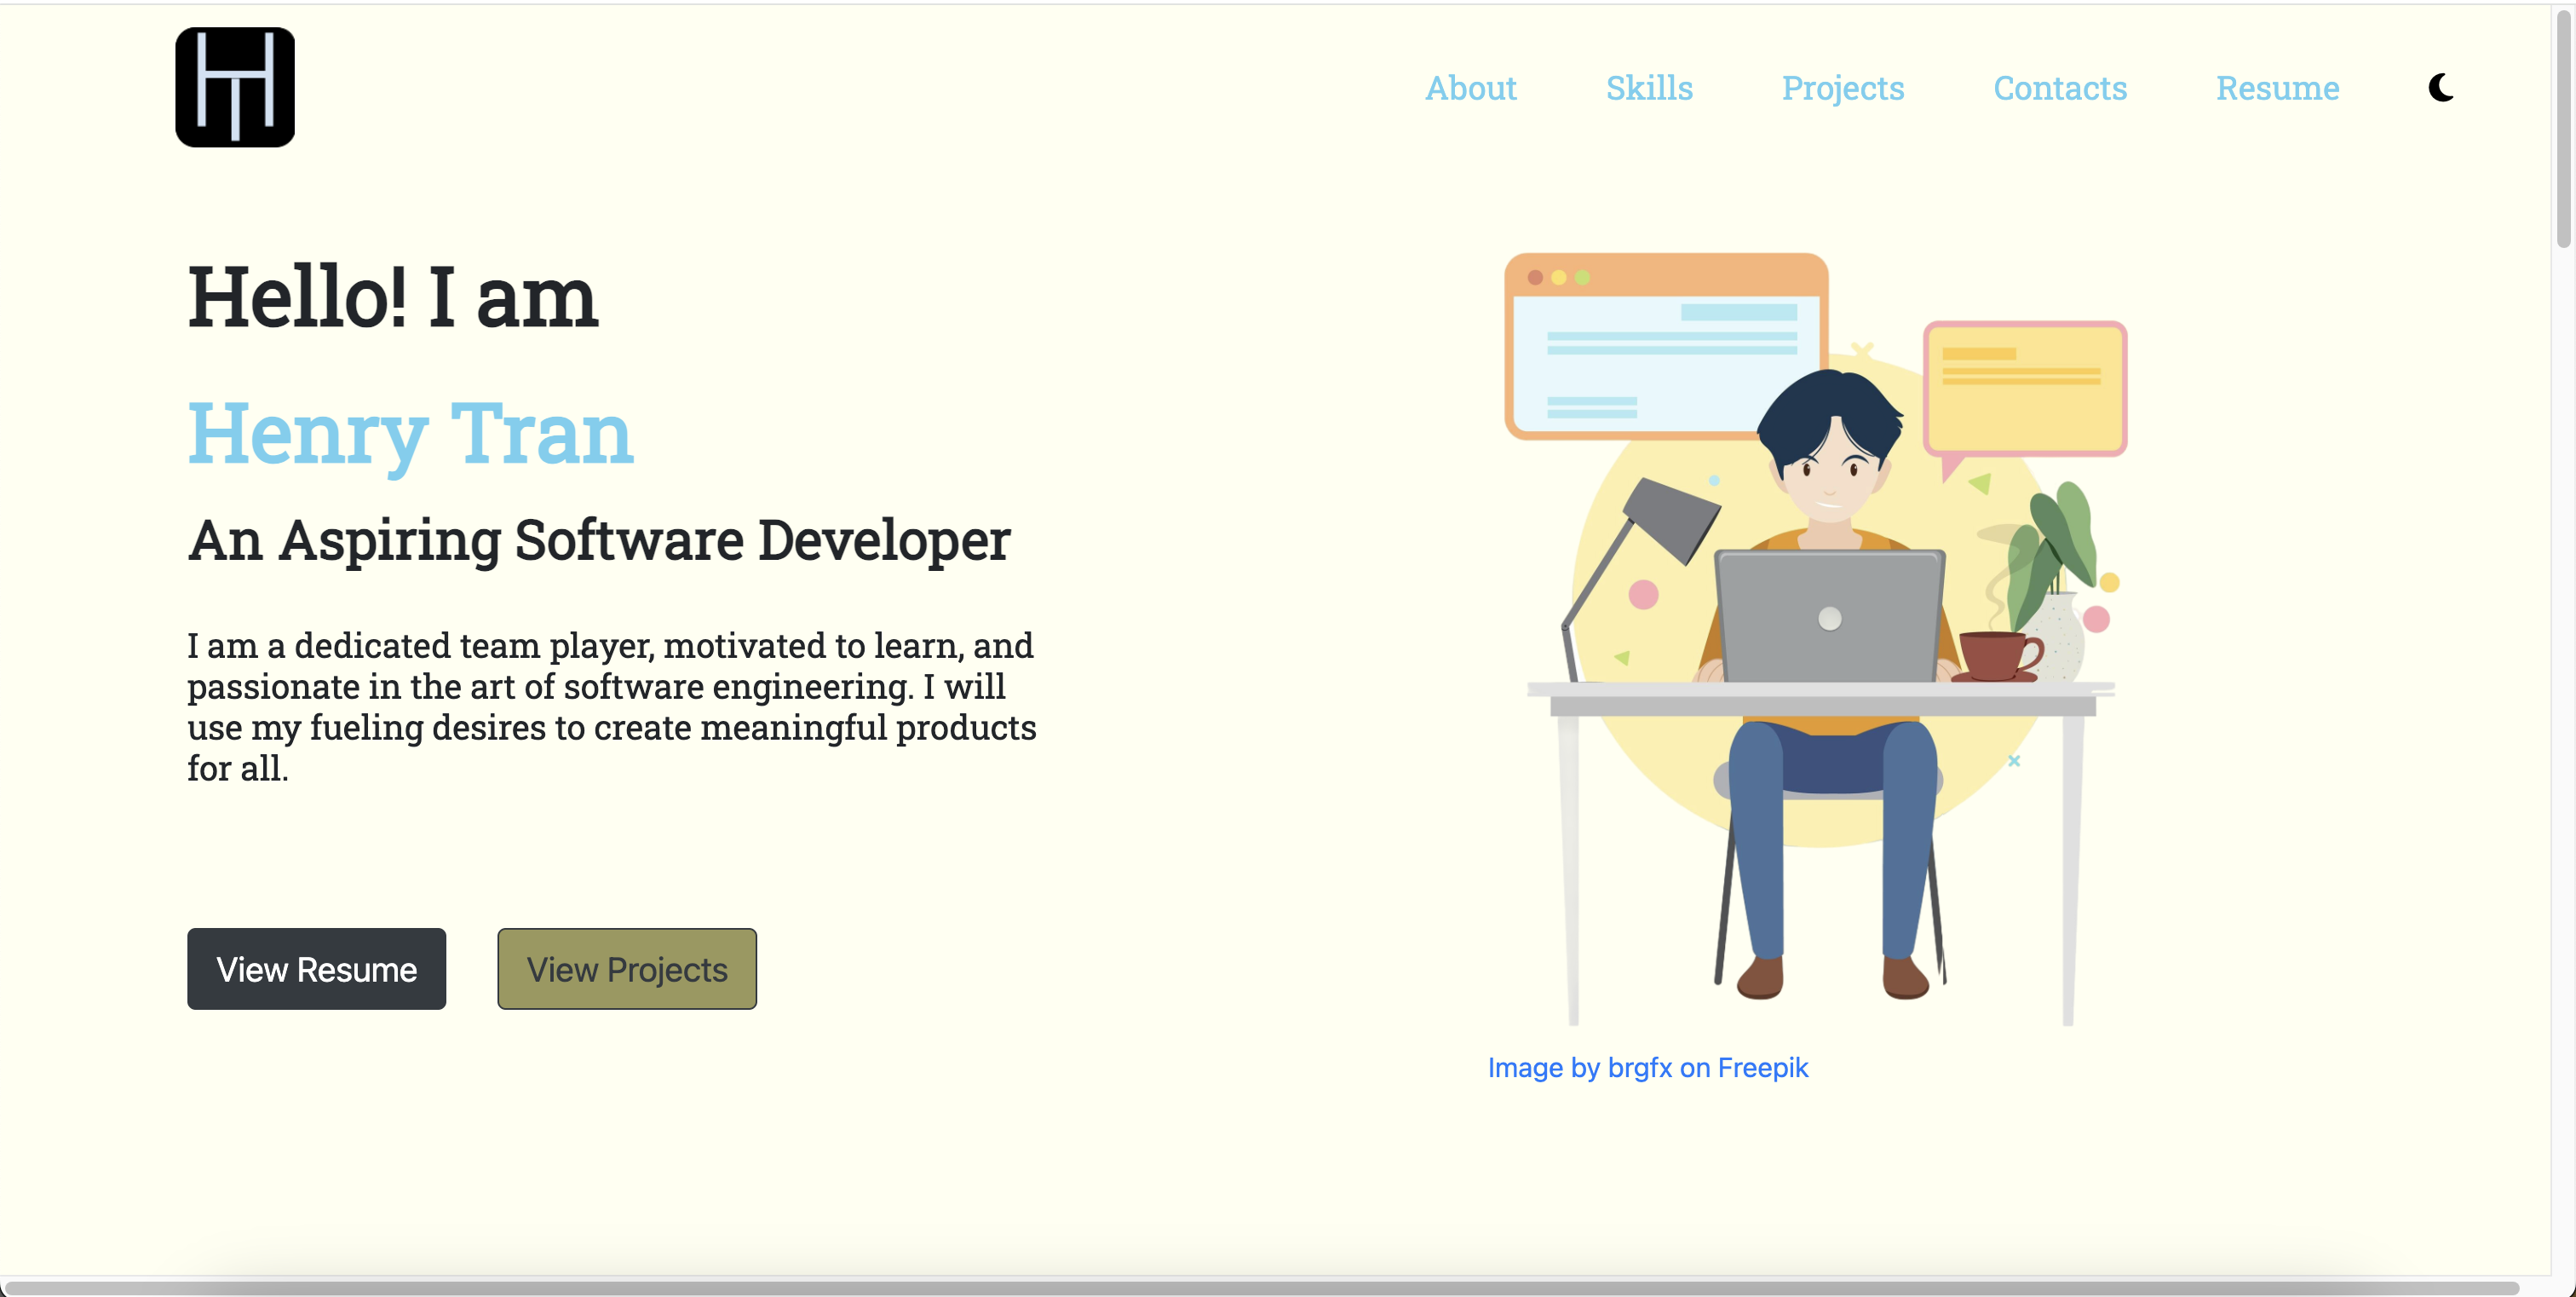 HT
About Skills Projects Contacts Resume
Hello! I am
Henry Tran
An Aspiring Software Developer
I am a dedicated team player, motivated to learn, and
passionate in the art of software engineering. I will
use my fueling desires to create meaningful products
for all.
View Resume View Projects
Image by brgfx on Freepik